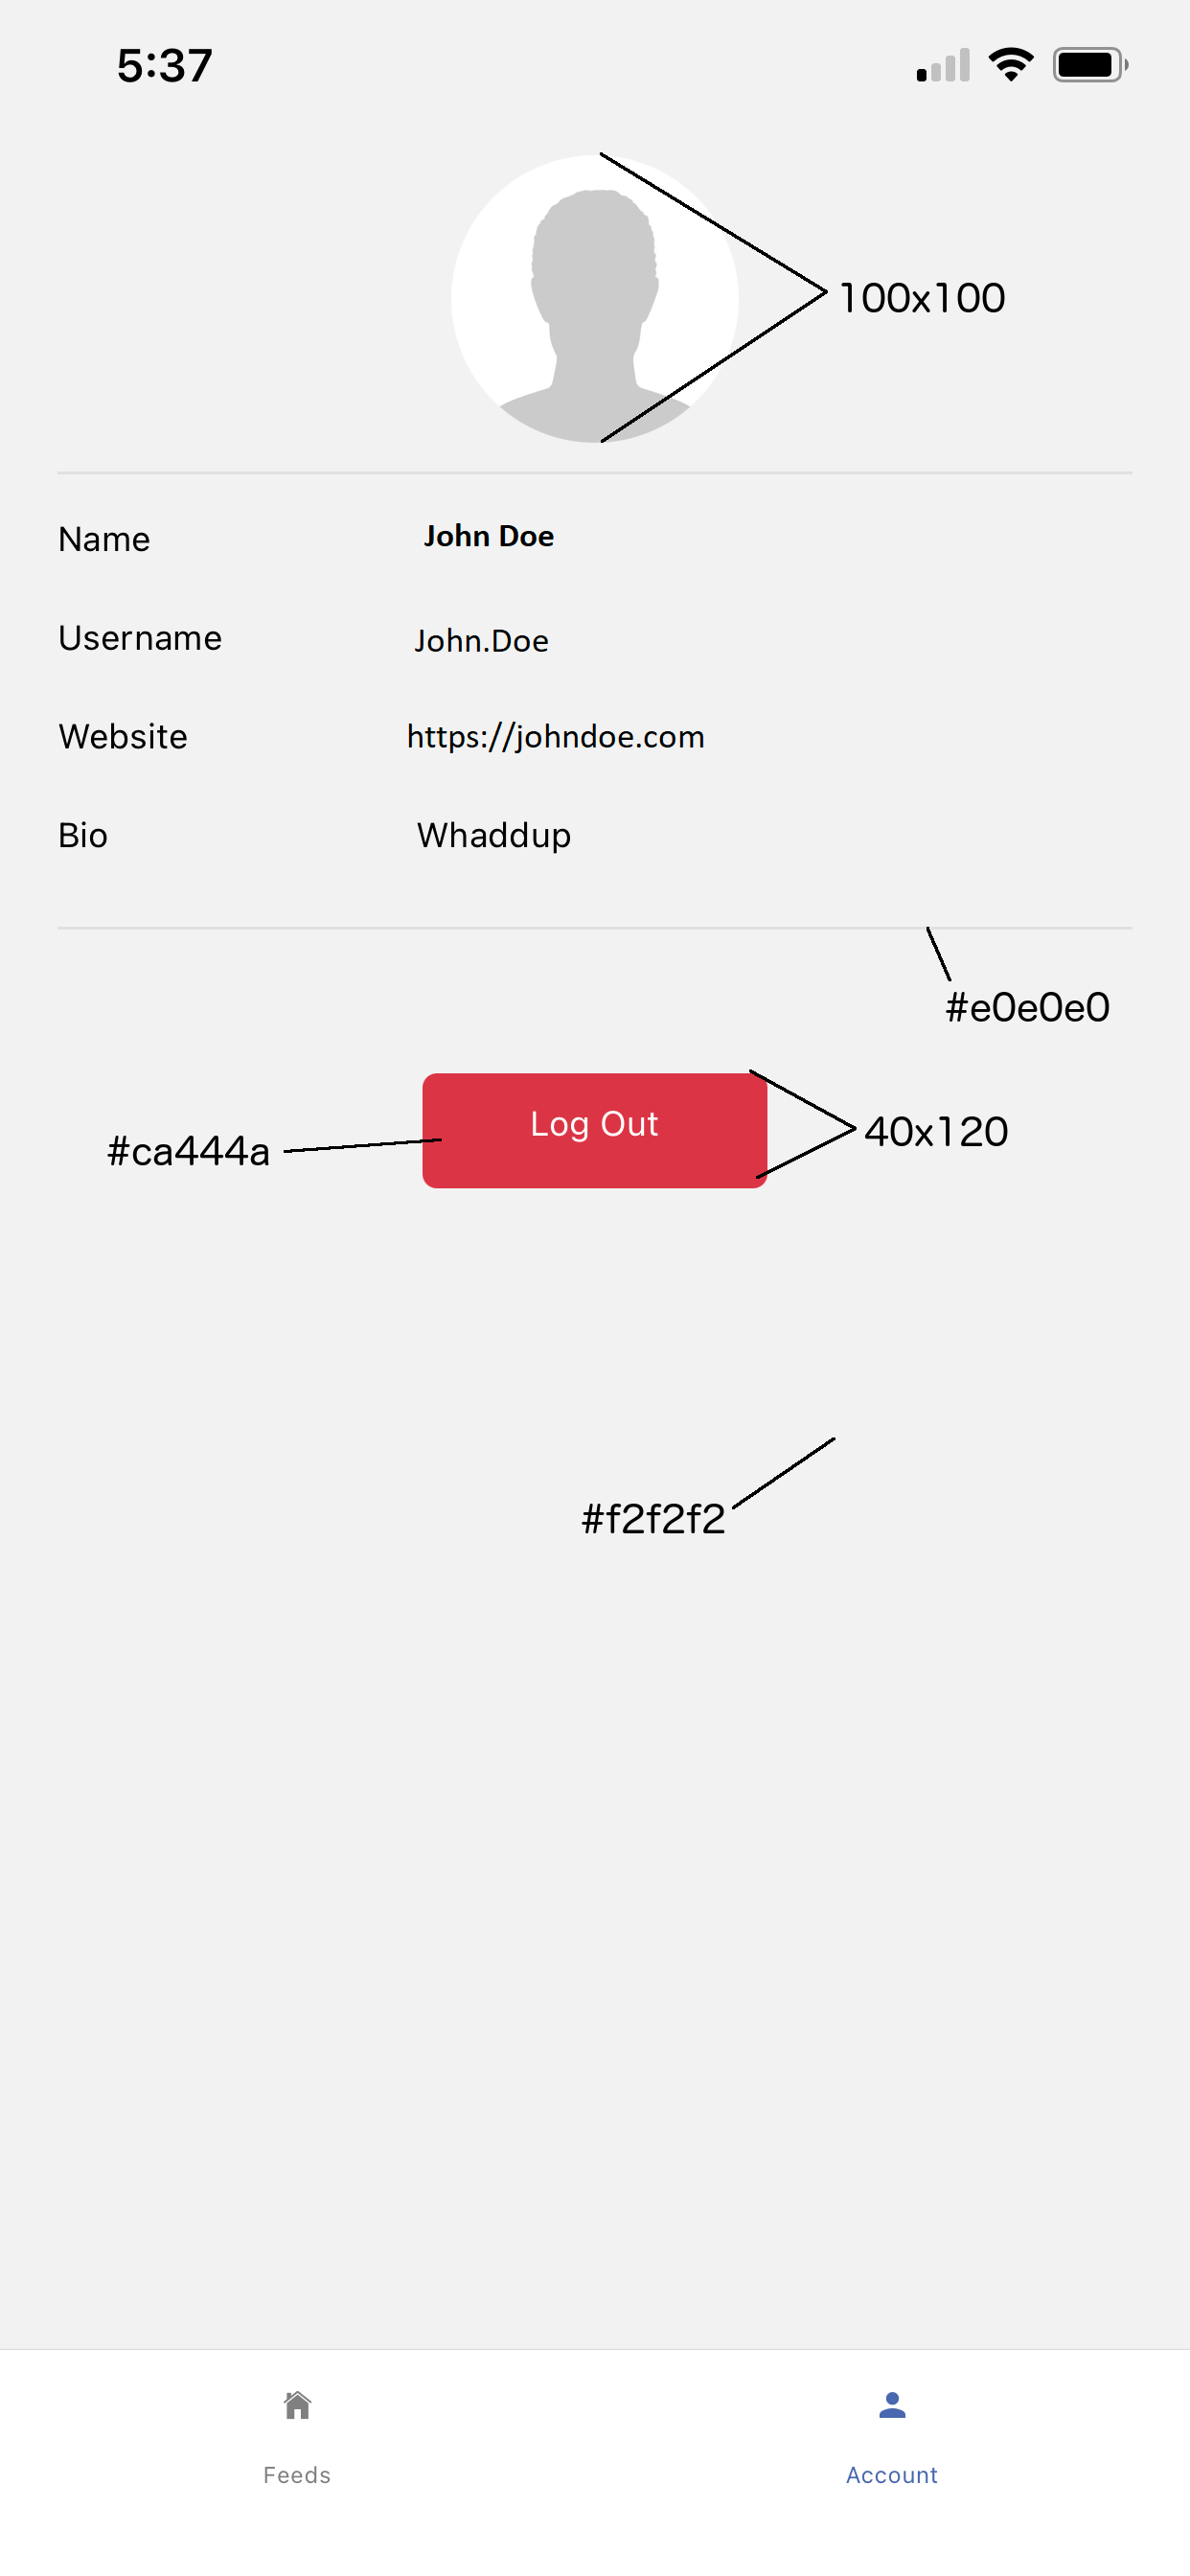 5:37
100x100
Name John Doe
Username John.Doe
Website https://johndoe.com
Bio Whaddup
#e0e0e0
Log Out
40x120
#ca444a
#f2f2f2
Feeds Account